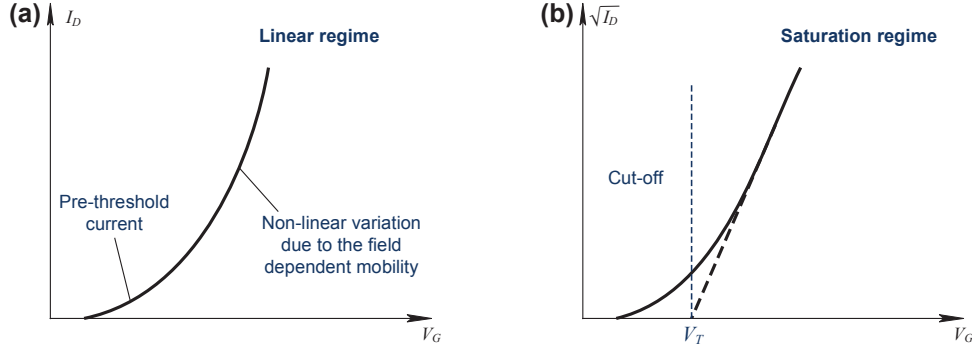 (a)
I_D
Linear regime
Pre-threshold
current
Non-linear variation
due to the field
dependent mobility
V_G
(b)
√I_D
Saturation regime
Cut-off
V_T
V_G